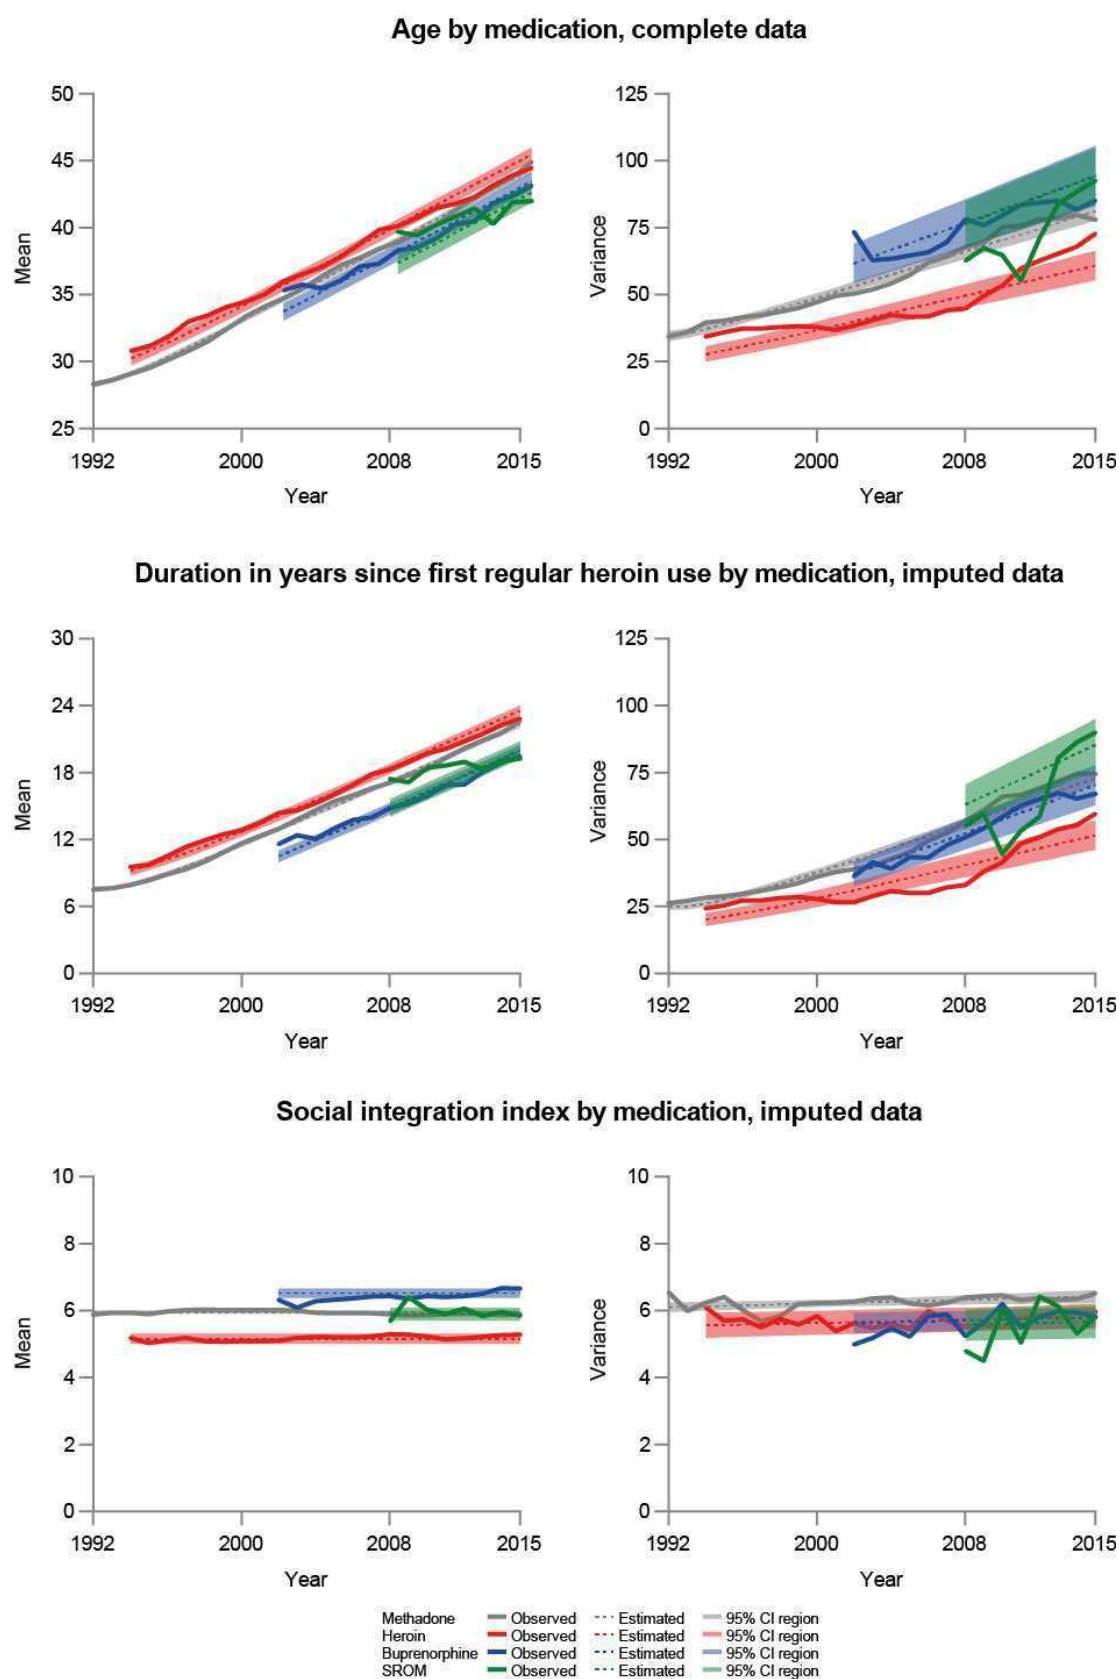 Age by medication, complete data
50
45
40
35
30
25
Mean
1992 2000 2008 2015
Year
125
100
75
50
25
0
Variance
1992 2000 2008 2015
Year
Duration in years since first regular heroin use by medication, imputed data
30
24
18
12
6
0
Mean
1992 2000 2008 2015
Year
125
100
75
50
25
0
Variance
1992 2000 2008 2015
Year
Social integration index by medication, imputed data
10
8
6
4
2
0
Mean
1992 2000 2008 2015
Year
10
8
6
4
2
0
Variance
1992 2000 2008 2015
Year
Methadone Observed Estimated 95% CI region
Heroin Observed Estimated 95% CI region
Buprenorphine Observed Estimated 95% CI region
SROM Observed Estimated 95% CI region